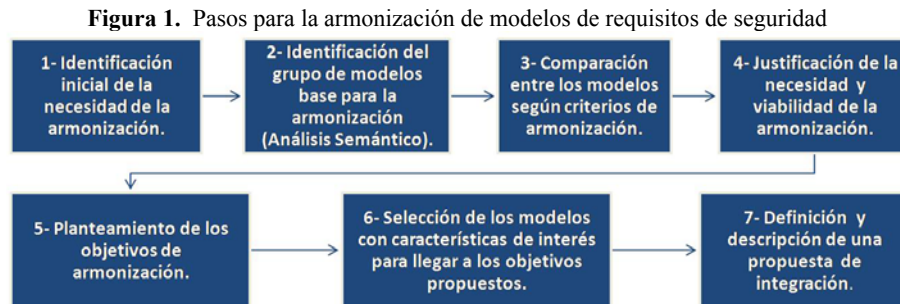 Figura 1. Pasos para la armonización de modelos de requisitos de seguridad
1- Identificación
inicial de la
necesidad de la
armonización.
2- Identificación del
grupo de modelos
base para la
armonización
(Análisis Semántico).
3- Comparación
entre los modelos
según criterios de
armonización.
4- Justificación de la
necesidad y
viabilidad de la
armonización.
5- Planteamiento de los
objetivos de
armonización.
6- Selección de los modelos
con características de interés
para llegar a los objetivos
propuestos.
7- Definición y
descripción de una
propuesta de
integración.